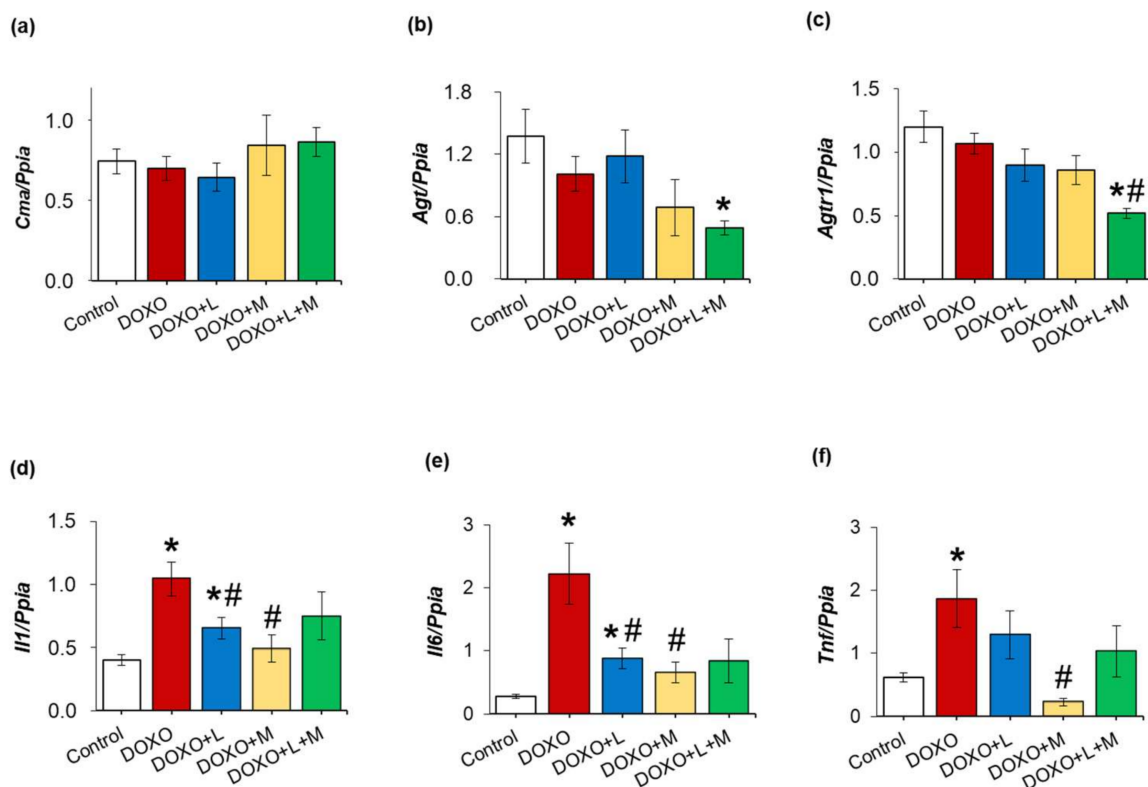 (a)
Cma/Ppia
1.0
0.5
0.0
Control
DOXO
DOXO+L
DOXO+M
DOXO+L+M
(b)
Agt/Ppia
1.8
1.2
0.6
0.0
*
Control
DOXO
DOXO+L
DOXO+M
DOXO+L+M
(c)
Agtr1/Ppia
1.5
1.0
0.5
0.0
*#
Control
DOXO
DOXO+L
DOXO+M
DOXO+L+M
(d)
Il1/Ppia
1.5
1.0
0.5
0.0
*
*#
#
Control
DOXO
DOXO+L
DOXO+M
DOXO+L+M
(e)
Il6/Ppia
3
2
1
0
*
*#
#
Control
DOXO
DOXO+L
DOXO+M
DOXO+L+M
(f)
Tnf/Ppia
3
2
1
0
*
#
Control
DOXO
DOXO+L
DOXO+M
DOXO+L+M